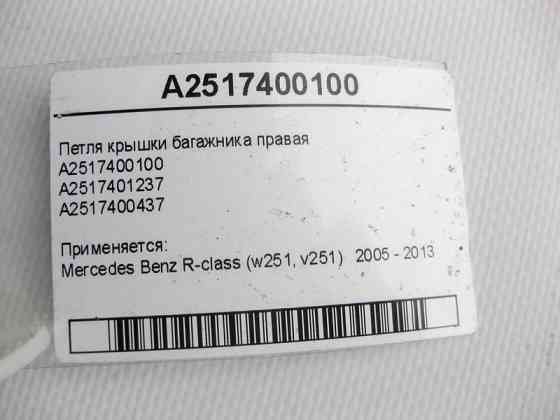 A2517400100
Петля крышки багажника правая
A2517400100
A2517401237
A2517400437
Применяется:
Mercedes Benz R-class (w251, v251) 2005 - 2013